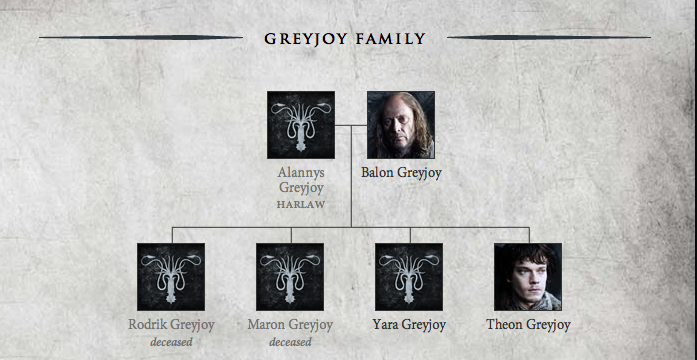 GREYJOY FAMILY
Alannys
Greyjoy
HARLAW
Balon Greyjoy
Rodrik Greyjoy
deceased
Maron Greyjoy
deceased
Yara Greyjoy
Theon Greyjoy